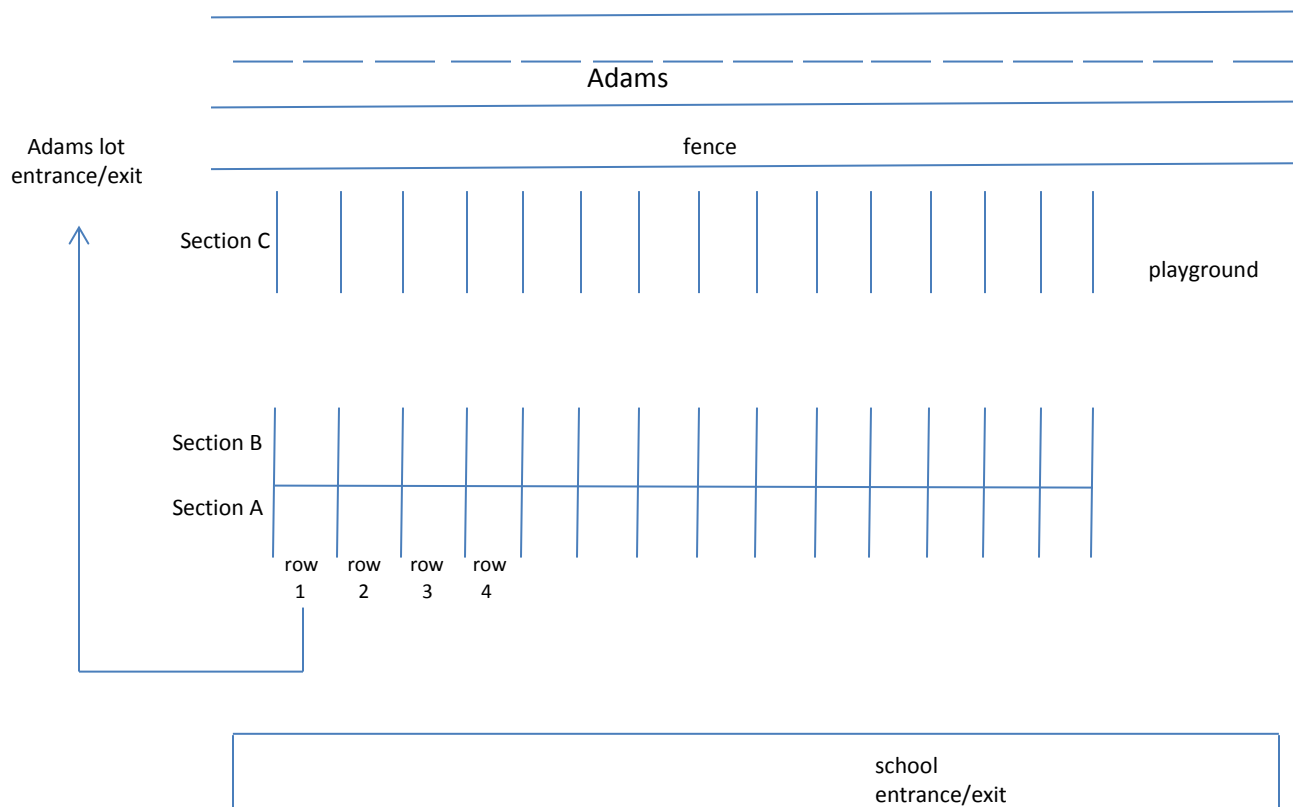 Adams
Adams lot
entrance/exit
fence
Section C
playground
Section B
Section A
row
1
row
2
row
3
row
4
school
entrance/exit